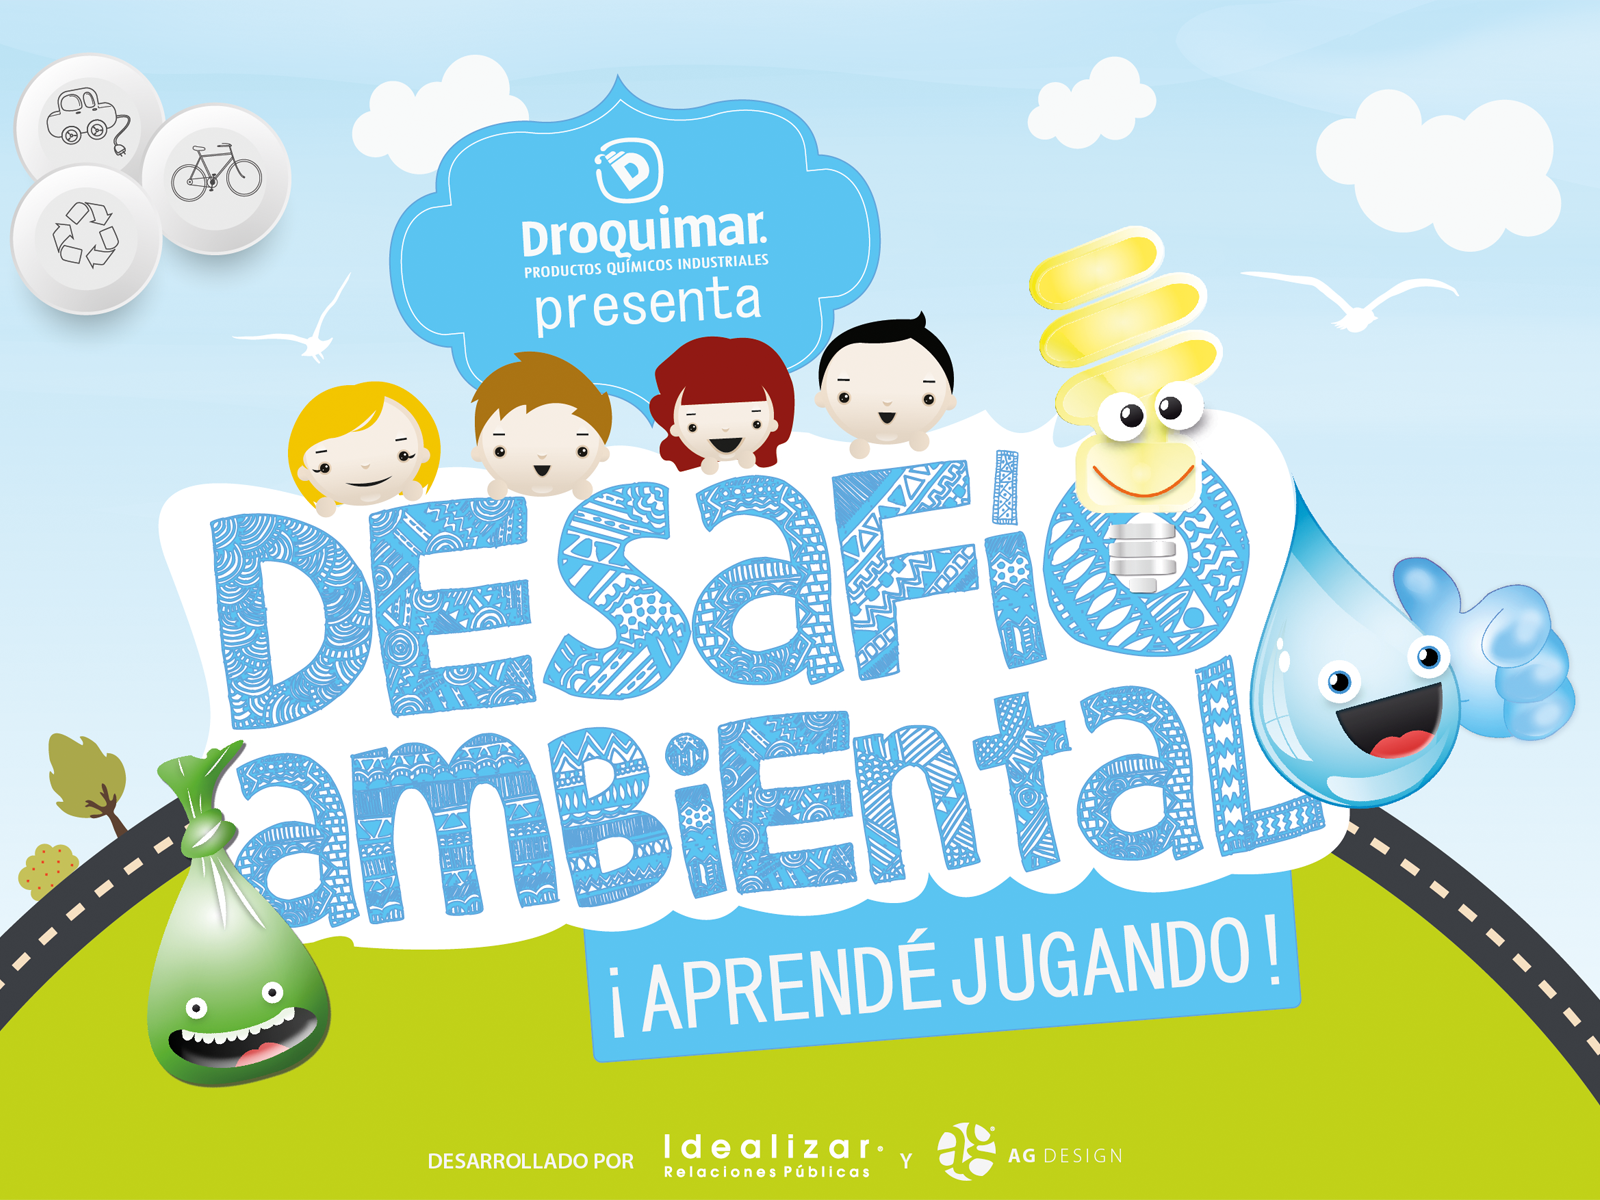 Droquimar.
PRODUCTOS QUÍMICOS INDUSTRIALES
presenta
DESaFío
amBiEntaL
¡APRENDÉ JUGANDO!
DESARROLLADO POR
Idealizar
Relaciones Públicas
Y
AG DESIGN